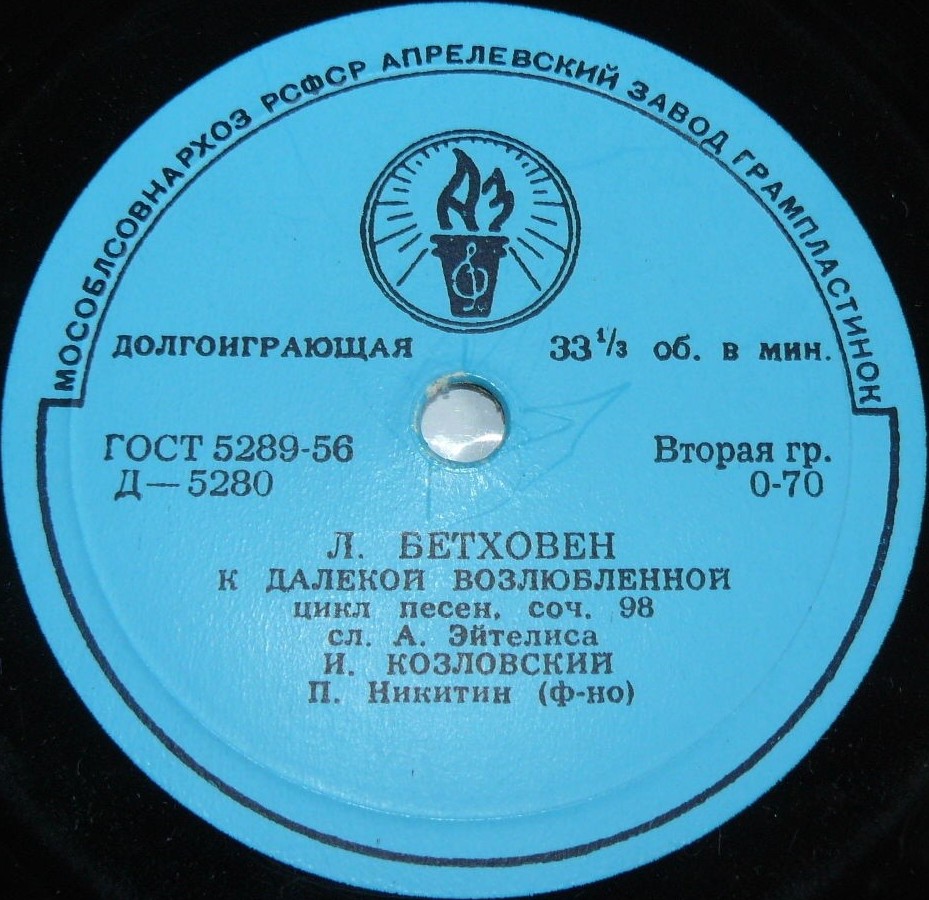 МОСОБЛСОВНАРХОЗ РСФСР АПРЕЛЕВСКИЙ ЗАВОД ГРАМПЛАСТИНОК
АЗ
ДОЛГОИГРАЮЩАЯ 33 1/3 об. в мин.
ГОСТ 5289-56 Вторая гр.
Д—5280 0-70
Л. БЕТХОВЕН
К ДАЛЕКОЙ ВОЗЛЮБЛЕННОЙ
цикл песен, соч. 98
сл. А. Эйтелиса
И. КОЗЛОВСКИЙ
П. Никитин (ф-но)